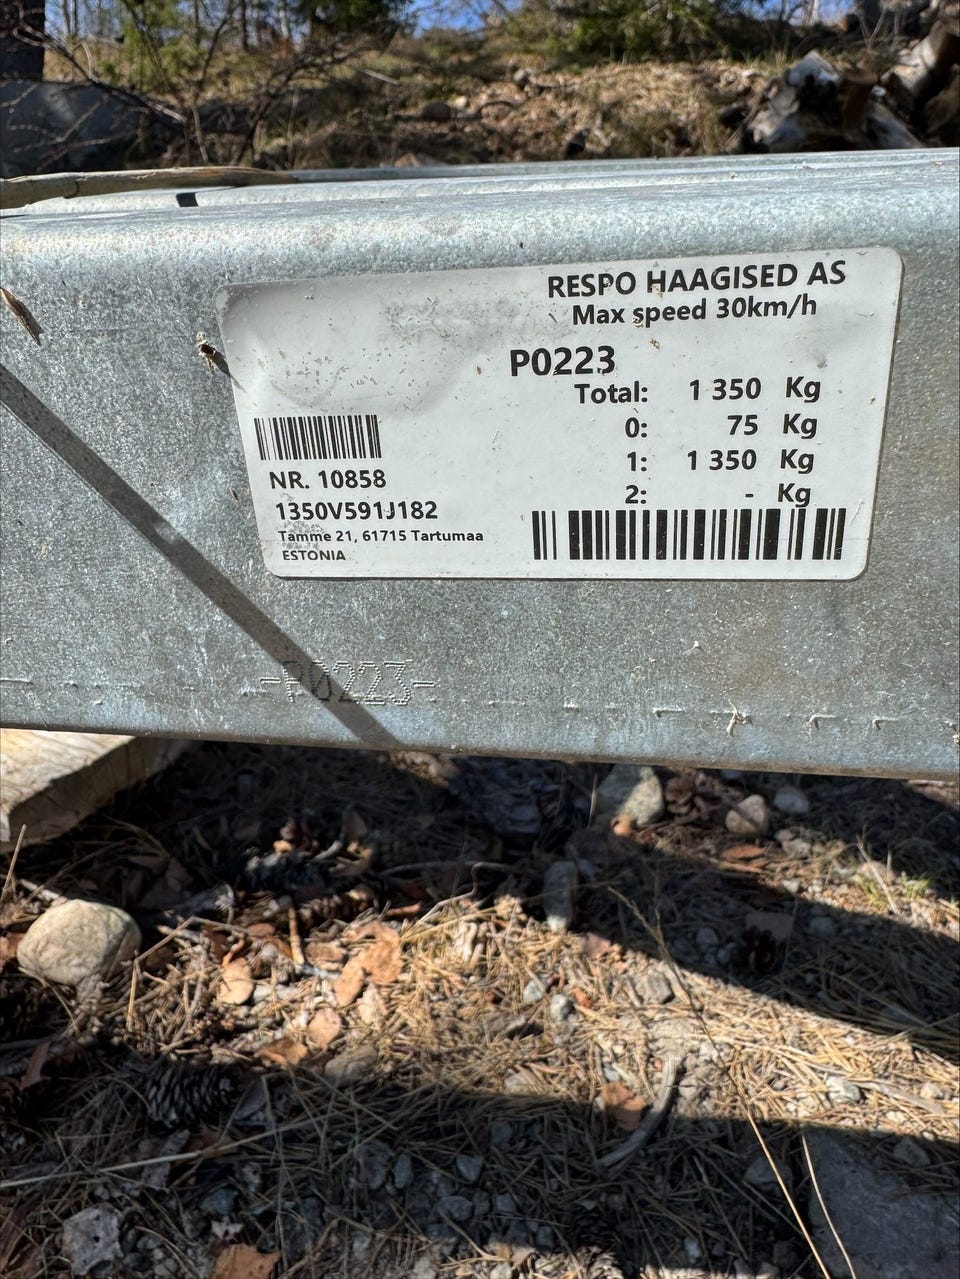 RESPO HAAGISED AS
Max speed 30km/h
P0223
Total: 1 350 Kg
0: 75 Kg
1: 1 350 Kg
2: - Kg
NR. 10858
1350V591J182
Tamme 21, 61715 Tartumaa
ESTONIA
-P0223-